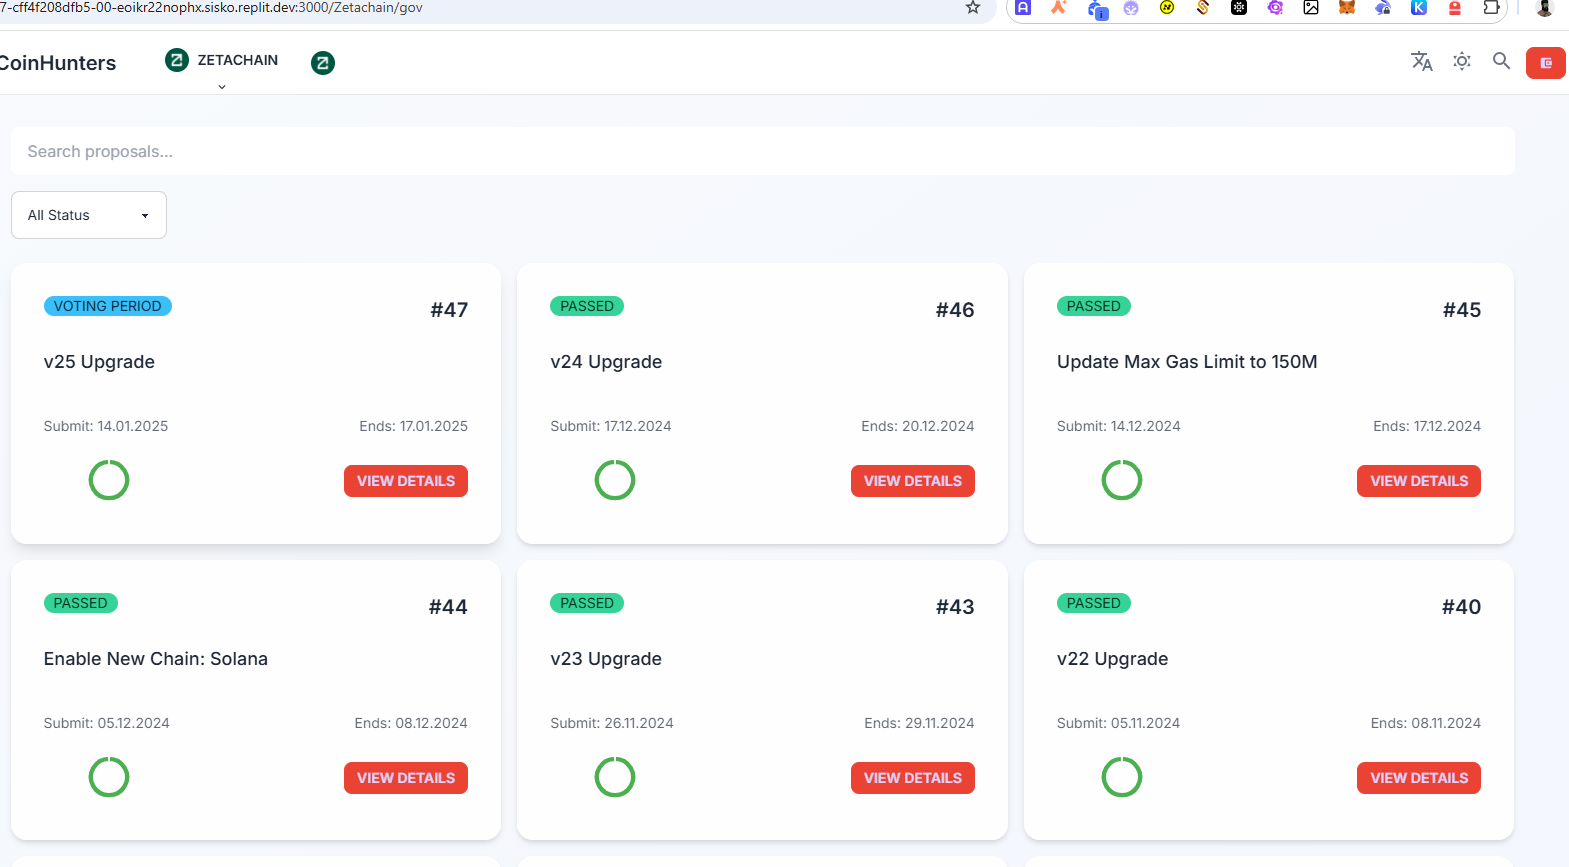 7-cff4f208dfb5-00-eoikr22nophx.sisko.replit.dev:3000/Zetachain/gov
CoinHunters
ZETACHAIN
Search proposals...
All Status
VOTING PERIOD #47
v25 Upgrade
Submit: 14.01.2025 Ends: 17.01.2025
VIEW DETAILS
PASSED #46
v24 Upgrade
Submit: 17.12.2024 Ends: 20.12.2024
VIEW DETAILS
PASSED #45
Update Max Gas Limit to 150M
Submit: 14.12.2024 Ends: 17.12.2024
VIEW DETAILS
PASSED #44
Enable New Chain: Solana
Submit: 05.12.2024 Ends: 08.12.2024
VIEW DETAILS
PASSED #43
v23 Upgrade
Submit: 26.11.2024 Ends: 29.11.2024
VIEW DETAILS
PASSED #40
v22 Upgrade
Submit: 05.11.2024 Ends: 08.11.2024
VIEW DETAILS